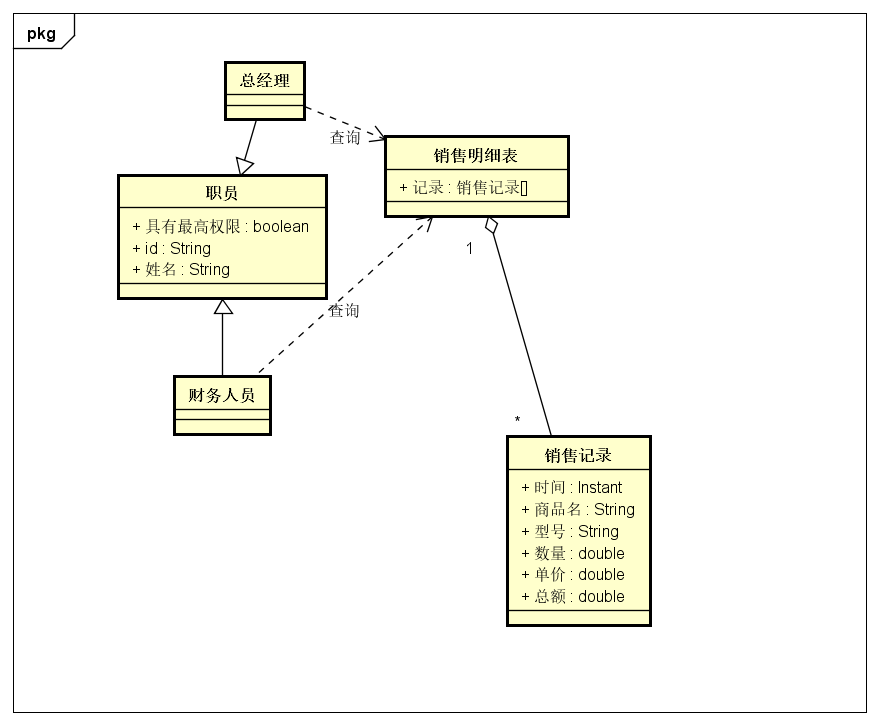 pkg
总经理
查询
销售明细表
+ 记录 : 销售记录[]
职员
+ 具有最高权限 : boolean
+ id : String
+ 姓名 : String
1
查询
财务人员
*
销售记录
+ 时间 : Instant
+ 商品名 : String
+ 型号 : String
+ 数量 : double
+ 单价 : double
+ 总额 : double